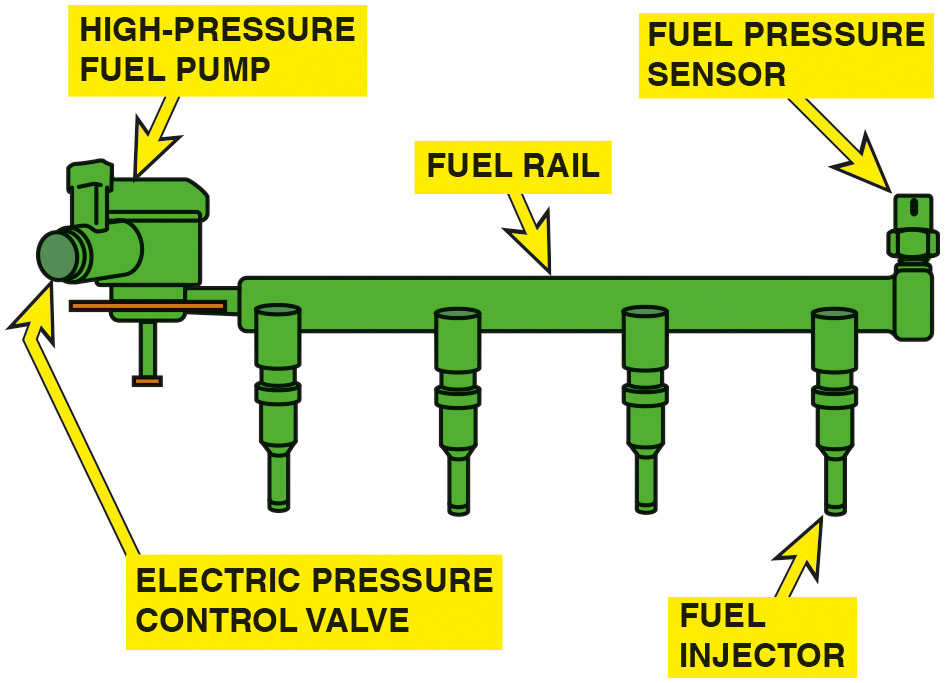 HIGH-PRESSURE
FUEL PUMP
FUEL PRESSURE
SENSOR
FUEL RAIL
ELECTRIC PRESSURE
CONTROL VALVE
FUEL
INJECTOR